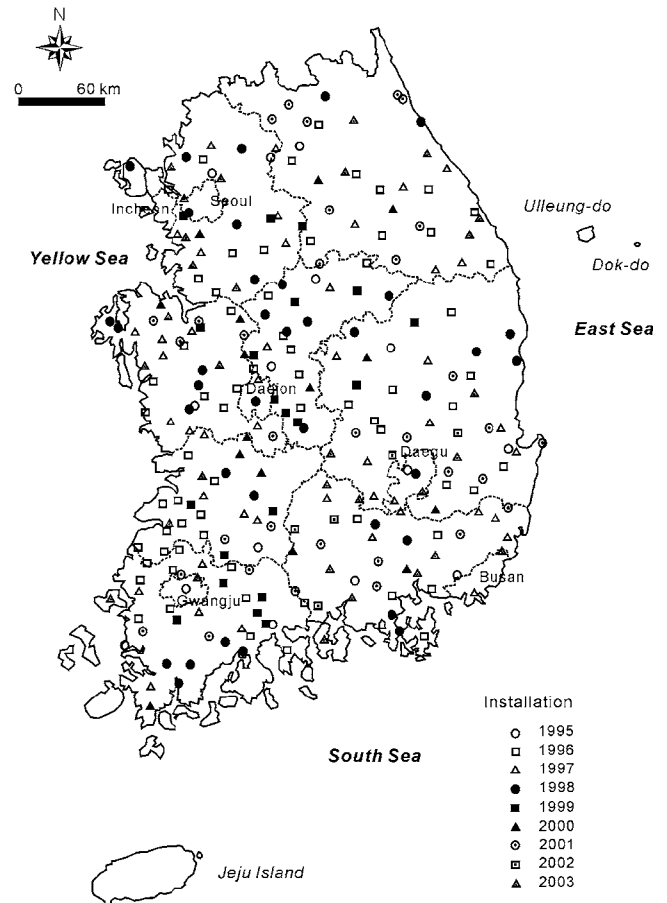 N
0 60 km
Seoul
Incheon
Ulleung-do
Yellow Sea
Dok-do
East Sea
Daejon
Daegu
Busan
Gwangju
Installation
1995
1996
1997
1998
1999
2000
2001
2002
2003
South Sea
Jeju Island